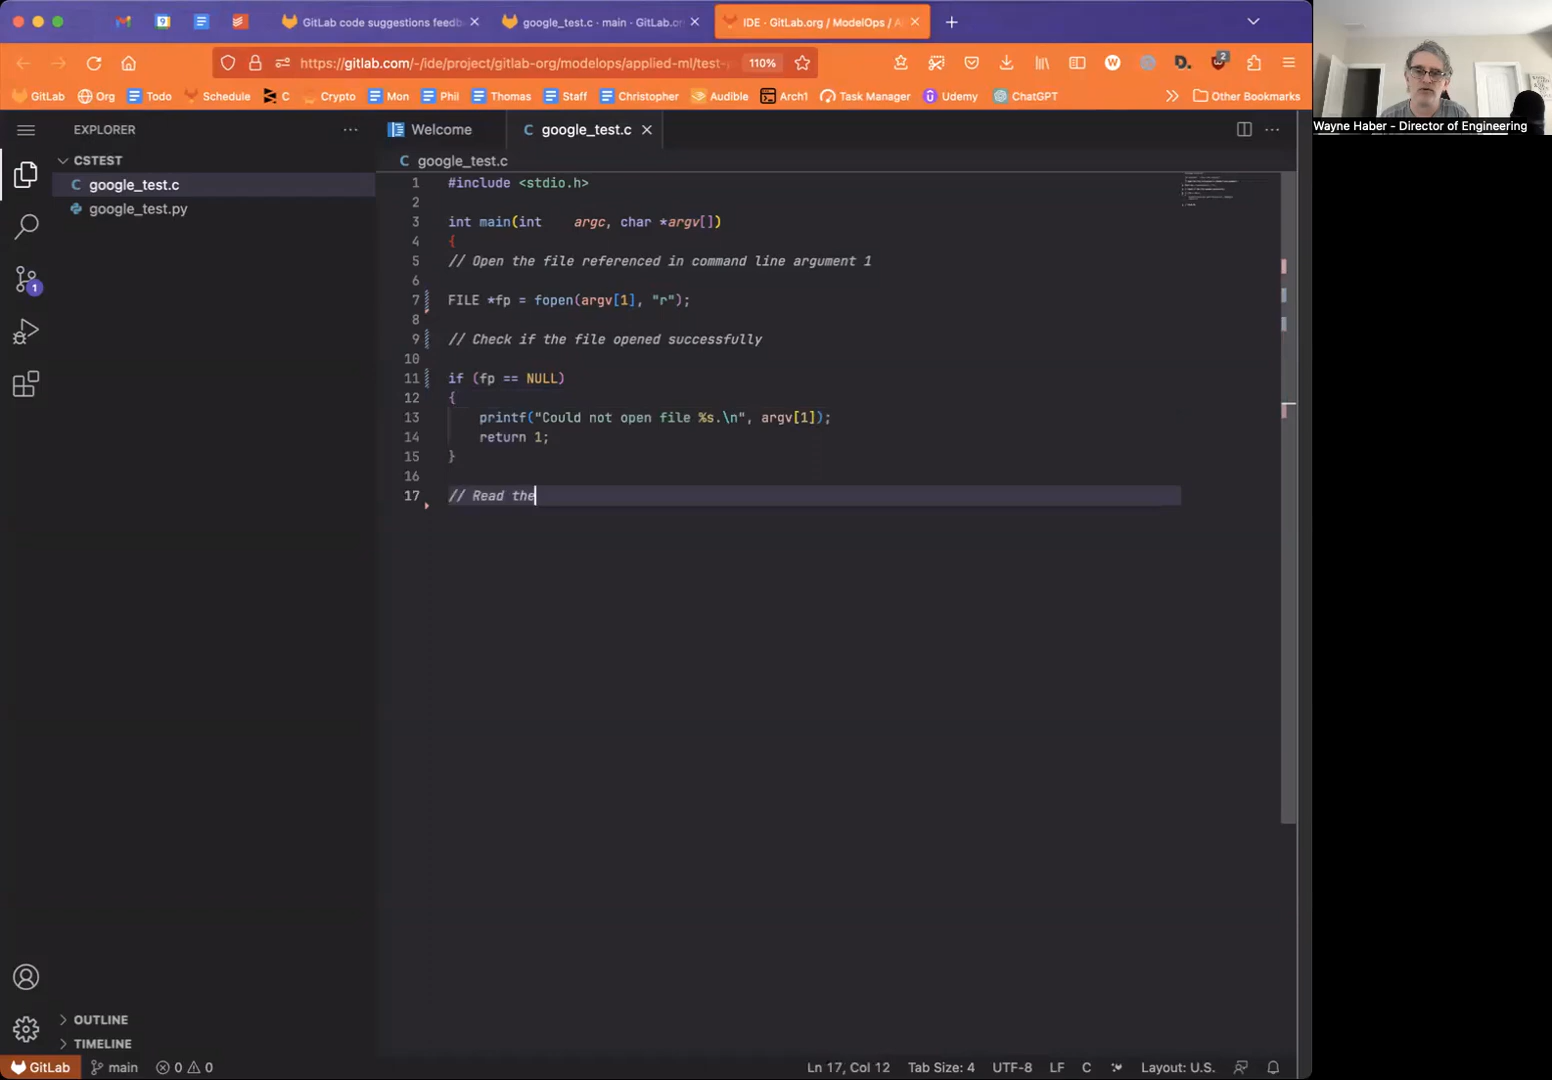 GitLab code suggestions feedb
google_test.c · main · GitLab.or
IDE · GitLab.org / ModelOps / A
https://gitlab.com/-/ide/project/gitlab-org/modelops/applied-ml/test-
110%
2
GitLab Org Todo Schedule C Crypto Mon Phil Thomas Staff Christopher Audible Arch1 Task Manager Udemy ChatGPT Other Bookmarks
Wayne Haber - Director of Engineering
EXPLORER
Welcome
google_test.c
CSTEST
C google_test.c
google_test.py
C google_test.c
1 #include <stdio.h>
2
3 int main(int    argc, char *argv[])
4 {
5 // Open the file referenced in command line argument 1
6
7 FILE *fp = fopen(argv[1], "r");
8
9 // Check if the file opened successfully
10
11 if (fp == NULL)
12 {
13     printf("Could not open file %s.\n", argv[1]);
14     return 1;
15 }
16
17 // Read the
1
OUTLINE
TIMELINE
GitLab main 0 0 Ln 17, Col 12 Tab Size: 4 UTF-8 LF C Layout: U.S.